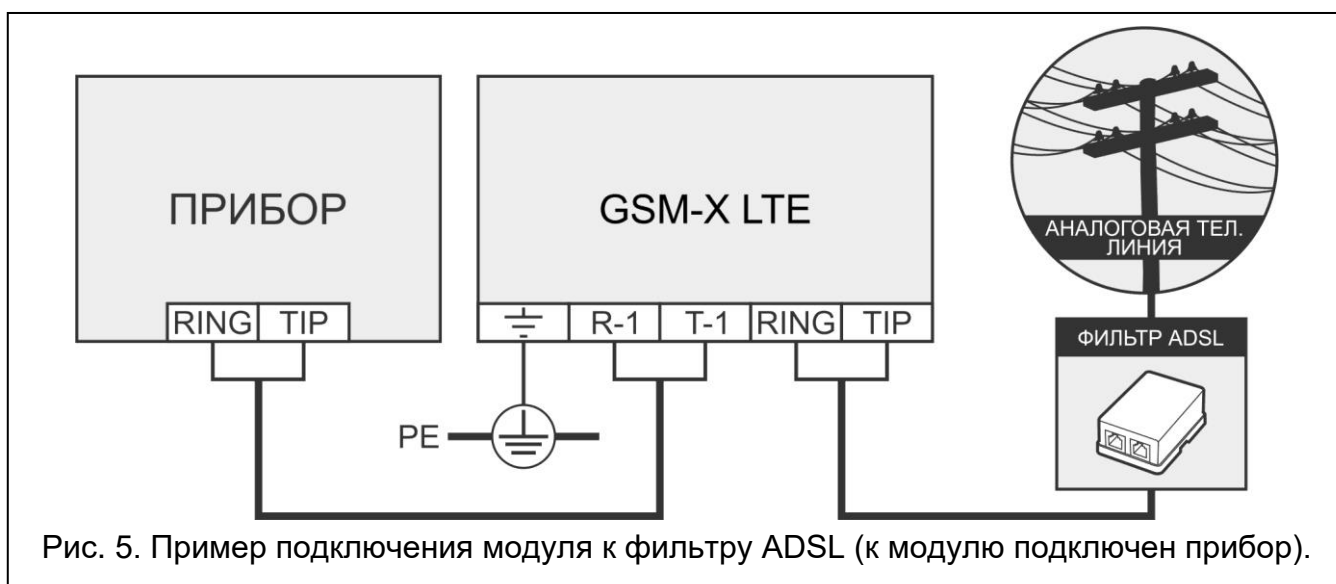 ПРИБОР
GSM-X LTE
АНАЛОГОВАЯ ТЕЛ.
ЛИНИЯ
RING TIP
R-1 T-1 RING TIP
ФИЛЬТР ADSL
PE
Рис. 5. Пример подключения модуля к фильтру ADSL (к модулю подключен прибор).